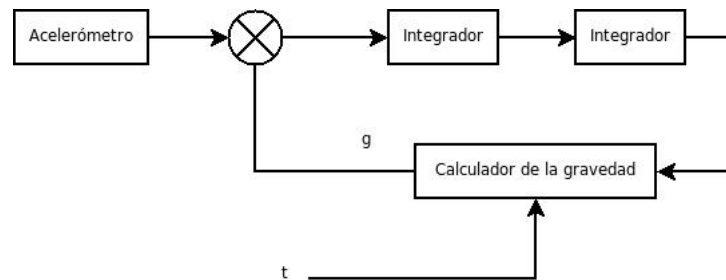 Acelerómetro
Integrador
Integrador
g
Calculador de la gravedad
t